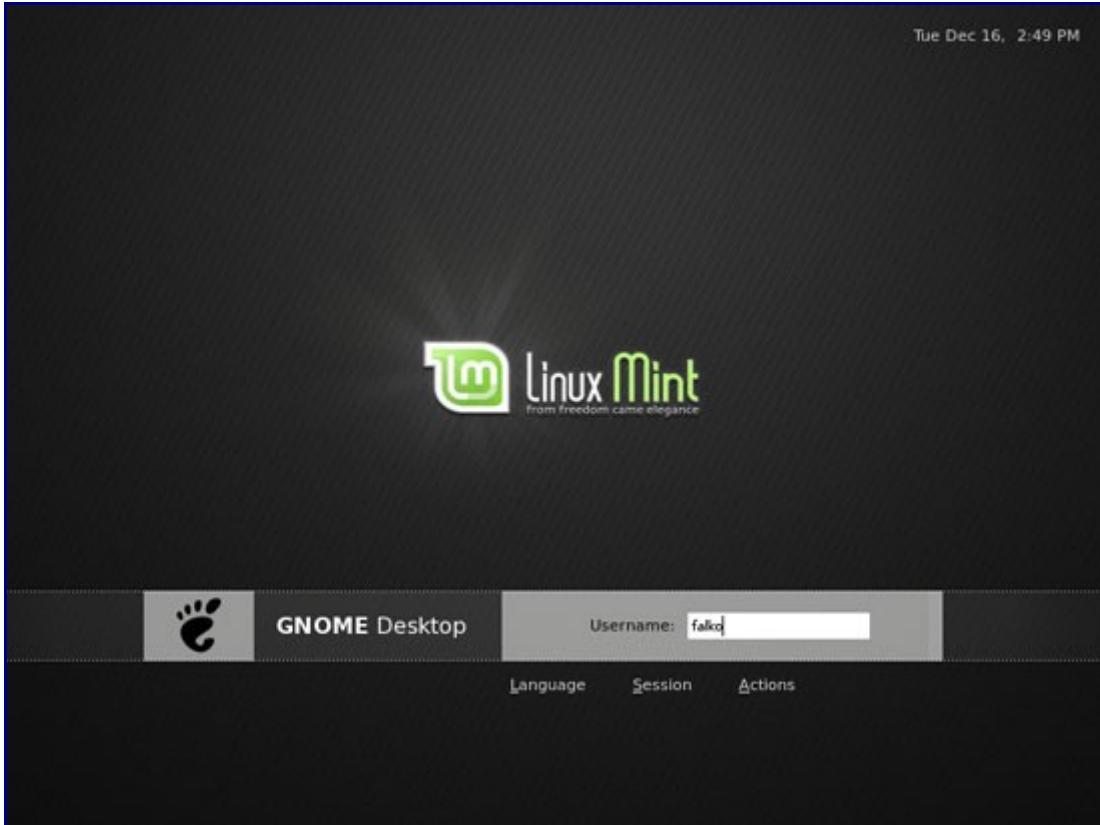 Tue Dec 16, 2:49 PM
lm
Linux Mint
from freedom came elegance
GNOME Desktop
Username: falko
Language Session Actions